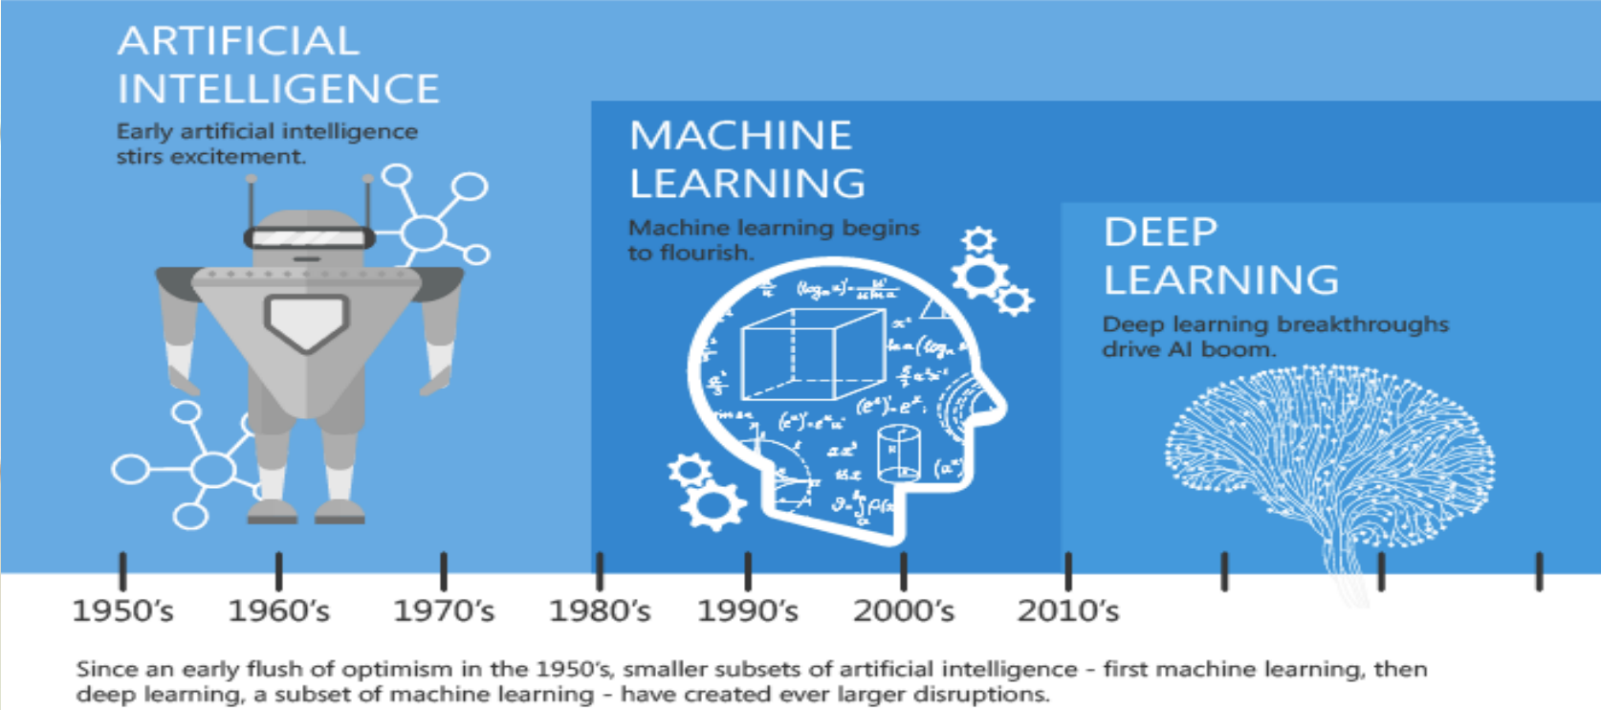 ARTIFICIAL
INTELLIGENCE
Early artificial intelligence
stirs excitement.
MACHINE
LEARNING
Machine learning begins
to flourish.
DEEP
LEARNING
Deep learning breakthroughs
drive AI boom.
1950's 1960's 1970's 1980's 1990's 2000's 2010's
Since an early flush of optimism in the 1950's, smaller subsets of artificial intelligence - first machine learning, then
deep learning, a subset of machine learning - have created ever larger disruptions.